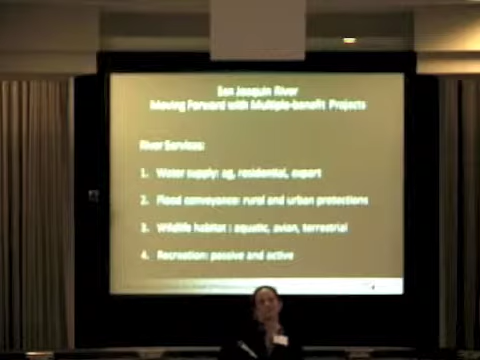 San Joaquin River
Moving Forward with Multiple-benefit Projects
River Services:
1. Water supply: ag, residential, export
2. Flood conveyance: rural and urban protections
3. Wildlife habitat : aquatic, avian, terrestrial
4. Recreation: passive and active